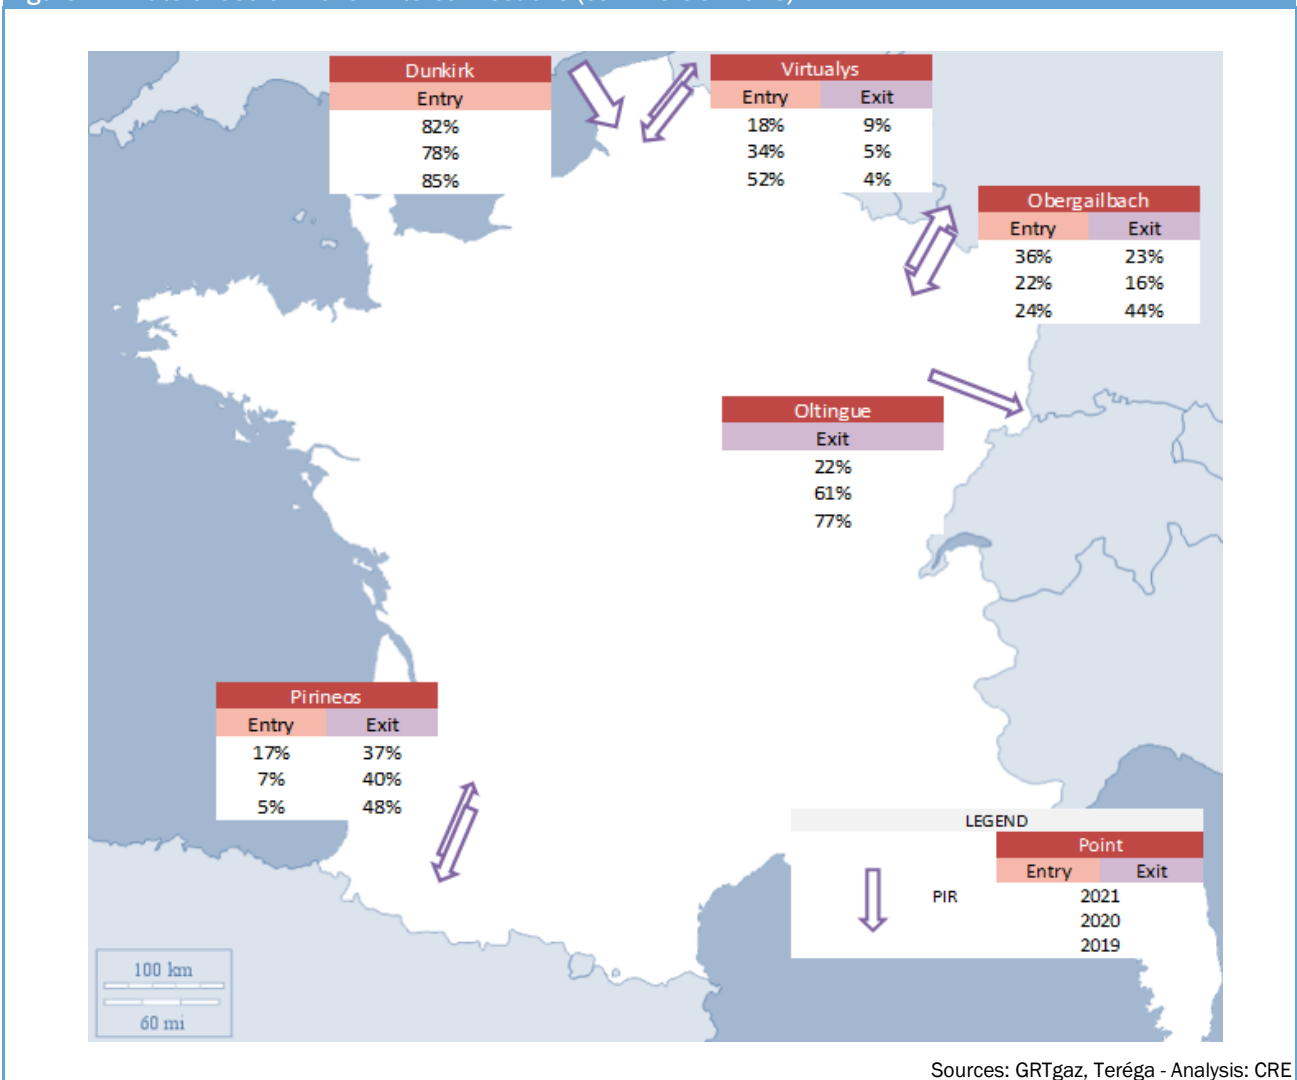 Dunkirk
Entry
82%
78%
85%
Virtualys
Entry Exit
18% 9%
34% 5%
52% 4%
Obergailbach
Entry Exit
36% 23%
22% 16%
24% 44%
Oltingue
Exit
22%
61%
77%
Pirineos
Entry Exit
17% 37%
7% 40%
5% 48%
LEGEND
Point
Entry Exit
PIR 2021
2020
2019
100 km
60 mi
Sources: GRTgaz, Teréga - Analysis: CRE